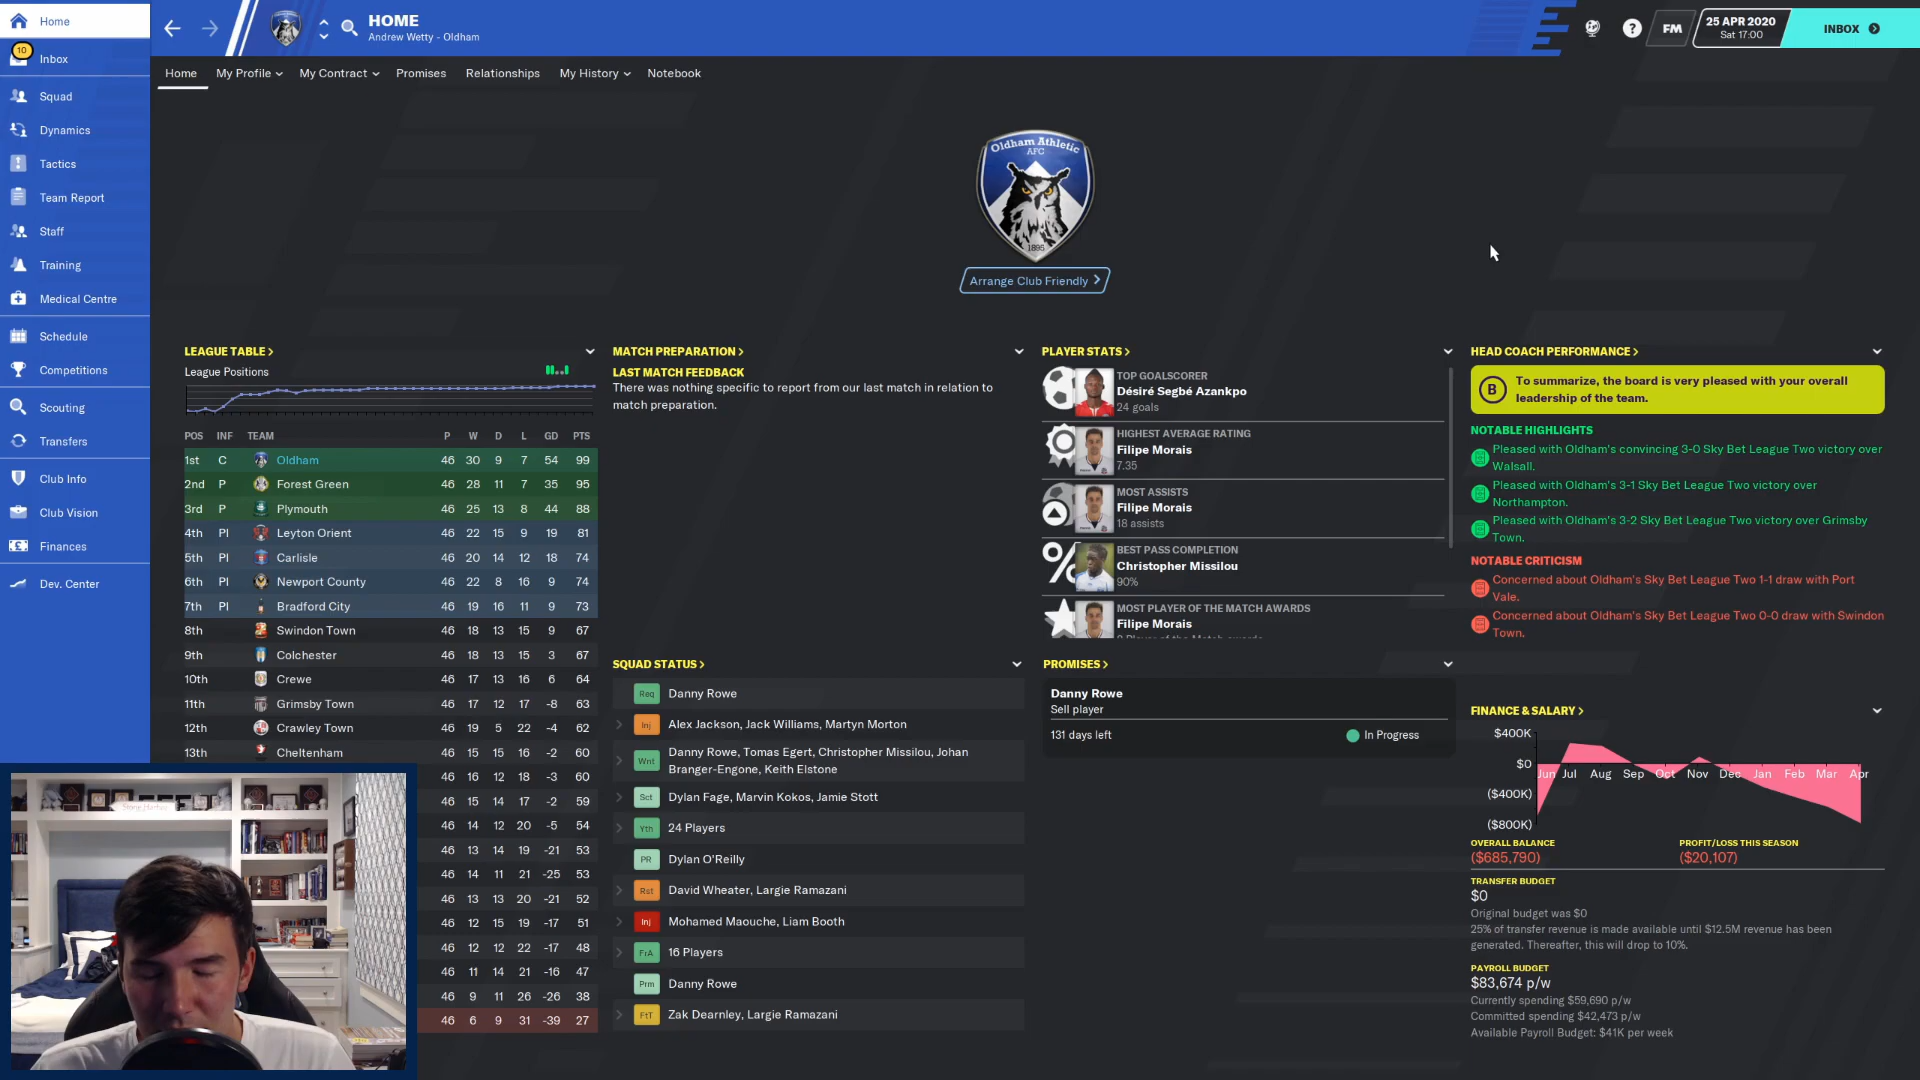 Home
10
Inbox
Squad
Dynamics
Tactics
Team Report
Staff
Training
Medical Centre
Schedule
Competitions
Scouting
Transfers
Club Info
Club Vision
Finances
Dev. Center
HOME
Andrew Wetty - Oldham
?
FM
25 APR 2020
Sat 17:00
INBOX
Home My Profile My Contract Promises Relationships My History Notebook
Oldham Athletic
AFC
1895
Arrange Club Friendly >
LEAGUE TABLE >
League Positions
POS INF TEAM P W D L GD PTS
1st C Oldham 46 30 9 7 54 99
2nd P Forest Green 46 28 11 7 35 95
3rd P Plymouth 46 25 13 8 44 88
4th Pl Leyton Orient 46 22 15 9 19 81
5th Pl Carlisle 46 20 14 12 18 74
6th Pl Newport County 46 22 8 16 9 74
7th Pl Bradford City 46 19 16 11 9 73
8th Swindon Town 46 18 13 15 9 67
9th Colchester 46 18 13 15 3 67
10th Crewe 46 17 13 16 6 64
11th Grimsby Town 46 17 12 17 -8 63
12th Crawley Town 46 19 5 22 -4 62
13th Cheltenham 46 15 15 16 -2 60
46 16 12 18 -3 60
46 15 14 17 -2 59
46 14 12 20 -5 54
46 13 14 19 -21 53
46 14 11 21 -25 53
46 13 13 20 -21 52
46 12 15 19 -17 51
46 12 12 22 -17 48
46 11 14 21 -16 47
46 9 11 26 -26 38
46 6 9 31 -39 27
MATCH PREPARATION >
LAST MATCH FEEDBACK
There was nothing specific to report from our last match in relation to
match preparation.
SQUAD STATUS >
Req Danny Rowe
Inj Alex Jackson, Jack Williams, Martyn Morton
Wnt Danny Rowe, Tomas Egert, Christopher Missilou, Johan
Branger-Engone, Keith Elstone
Sct Dylan Fage, Marvin Kokos, Jamie Stott
Yth 24 Players
PR Dylan O'Reilly
Rst David Wheater, Largie Ramazani
Inj Mohamed Maouche, Liam Booth
FrA 16 Players
Prm Danny Rowe
FtT Zak Dearnley, Largie Ramazani
PLAYER STATS >
TOP GOALSCORER
Désiré Segbé Azankpo
24 goals
HIGHEST AVERAGE RATING
Filipe Morais
7.35
MOST ASSISTS
Filipe Morais
18 assists
BEST PASS COMPLETION
Christopher Missilou
90%
MOST PLAYER OF THE MATCH AWARDS
Filipe Morais
PROMISES >
Danny Rowe
Sell player
131 days left In Progress
HEAD COACH PERFORMANCE >
B To summarize, the board is very pleased with your overall
leadership of the team.
NOTABLE HIGHLIGHTS
Pleased with Oldham's convincing 3-0 Sky Bet League Two victory over
Walsall.
Pleased with Oldham's 3-1 Sky Bet League Two victory over
Northampton.
Pleased with Oldham's 3-2 Sky Bet League Two victory over Grimsby
Town.
NOTABLE CRITICISM
Concerned about Oldham's Sky Bet League Two 1-1 draw with Port
Vale.
Concerned about Oldham's Sky Bet League Two 0-0 draw with Swindon
Town.
FINANCE & SALARY >
$400K
$0
($400K)
($800K)
Jun Jul Aug Sep Oct Nov Dec Jan Feb Mar Apr
OVERALL BALANCE PROFIT/LOSS THIS SEASON
($685,790) ($20,107)
TRANSFER BUDGET
$0
Original budget was $0
25% of transfer revenue is made available until $12.5M revenue has been
generated. Thereafter, this will drop to 10%.
PAYROLL BUDGET
$83,674 p/w
Currently spending $59,690 p/w
Committed spending $42,473 p/w
Available Payroll Budget: $41K per week